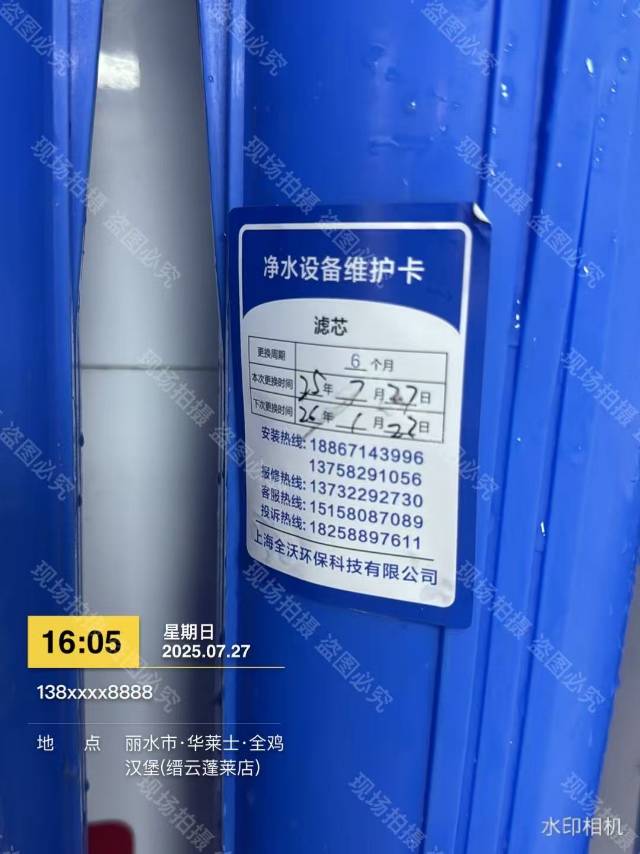 净水设备维护卡
滤芯
更换周期 6 个月
本次更换时间 25年 7月27日
下次更换时间 26年 1月22日
安装热线:18867143996
13758291056
报修热线:13732292730
客服热线:15158087089
投诉热线:18258897611
上海全沃环保科技有限公司
16:05
星期日
2025.07.27
138xxxx8888
地 点 丽水市·华莱士·全鸡
汉堡(缙云蓬莱店)
水印相机
现场拍摄 盗图必究